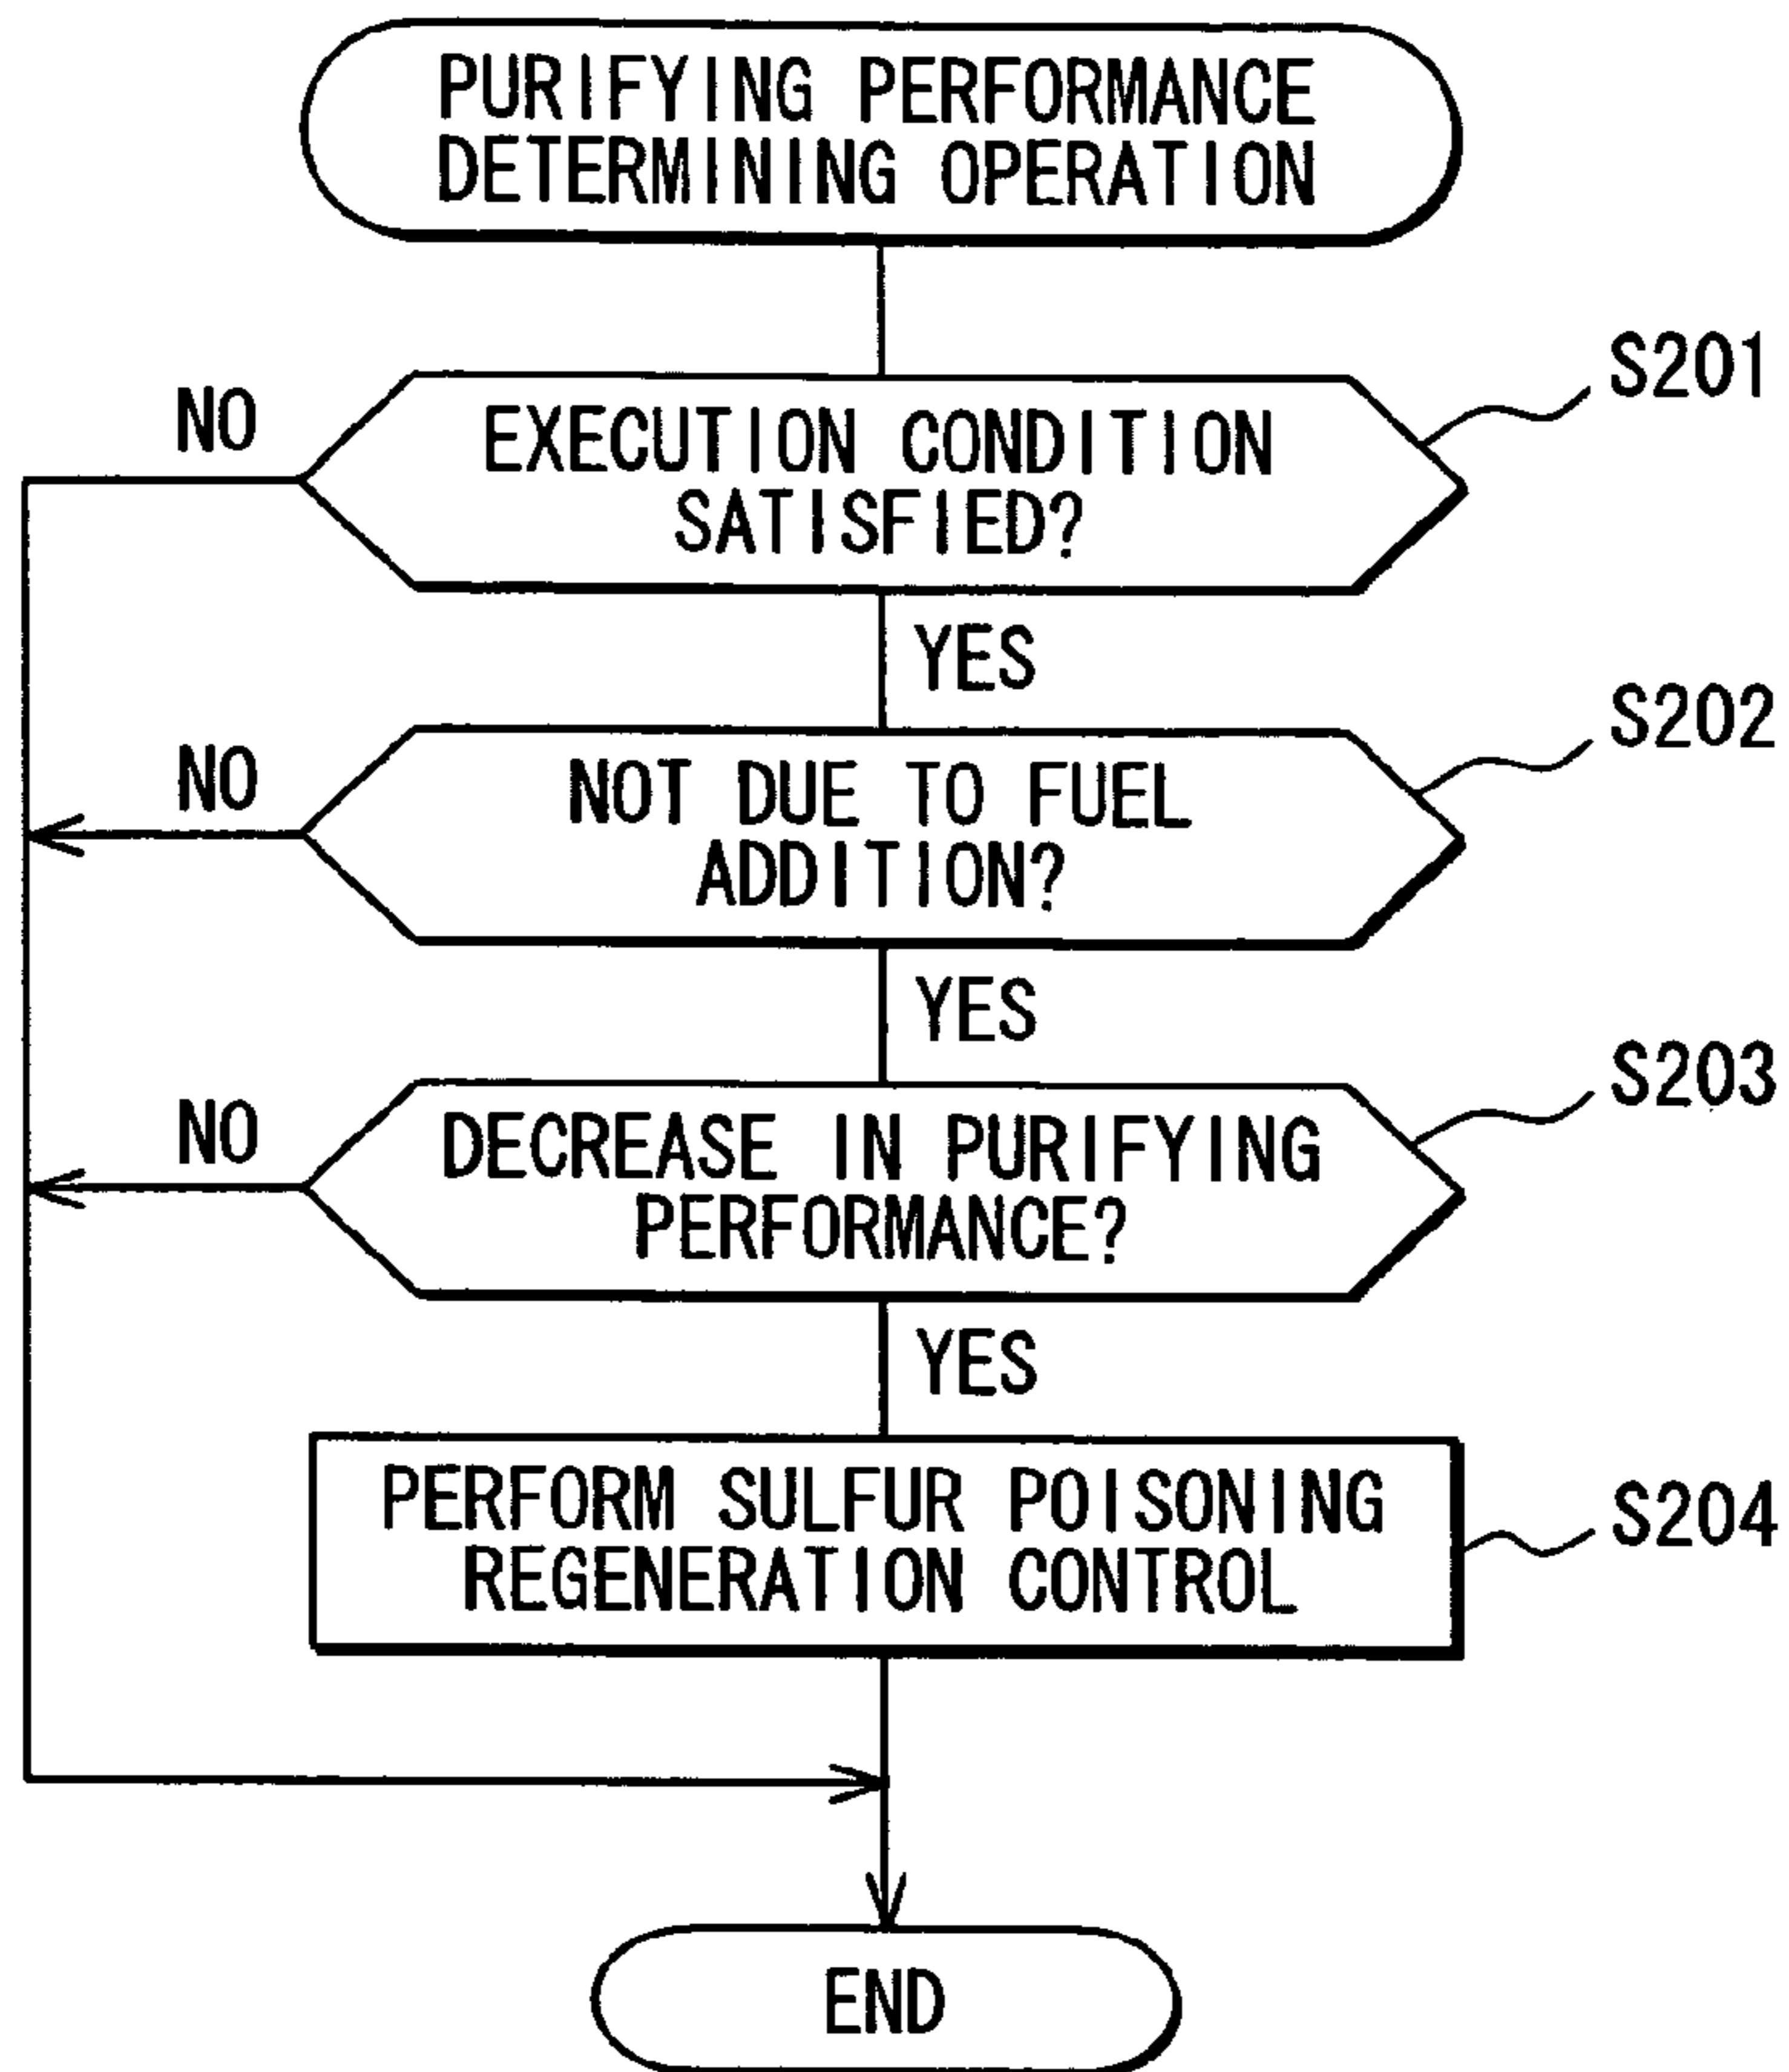 PURIFYING PERFORMANCE
DETERMINING OPERATION
S201
NO
EXECUTION CONDITION
SATISFIED?
YES
S202
NO
NOT DUE TO FUEL
ADDITION?
YES
S203
NO
DECREASE IN PURIFYING
PERFORMANCE?
YES
PERFORM SULFUR POISONING
REGENERATION CONTROL
S204
END